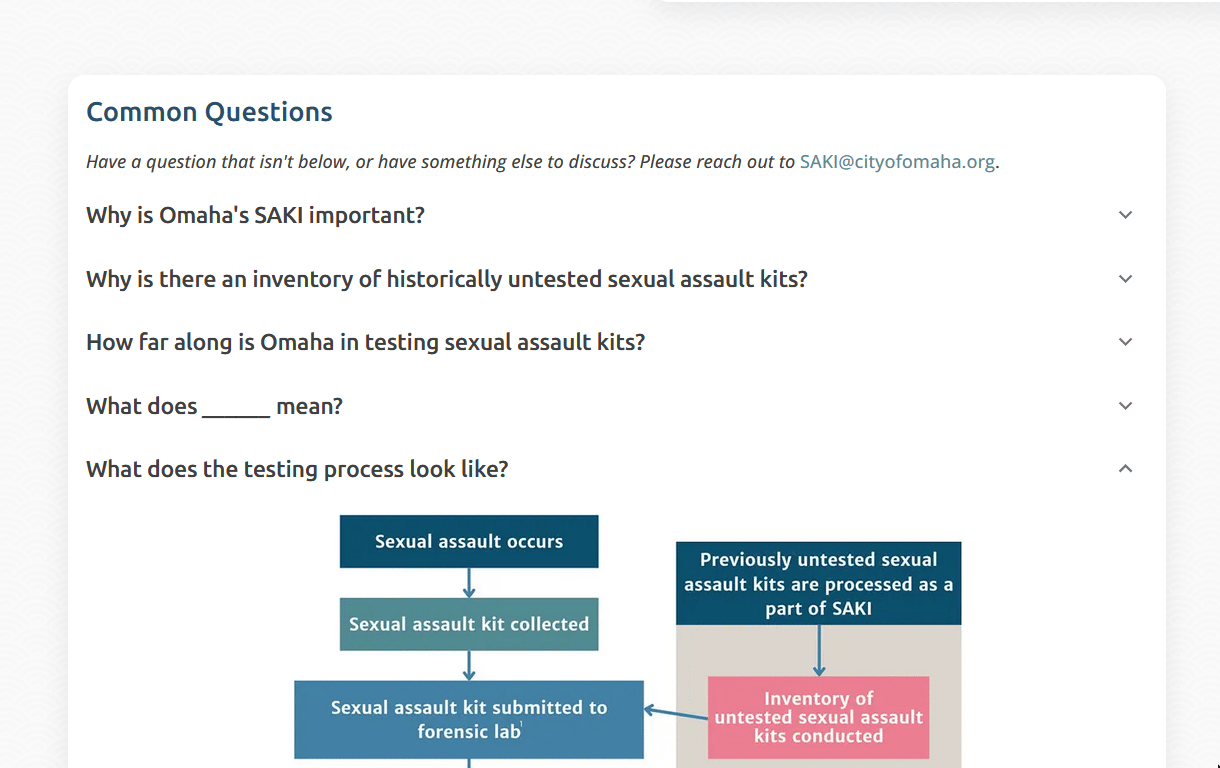 Common Questions
Have a question that isn't below, or have something else to discuss? Please reach out to SAKI@cityofomaha.org.
Why is Omaha's SAKI important?
Why is there an inventory of historically untested sexual assault kits?
How far along is Omaha in testing sexual assault kits?
What does ______ mean?
What does the testing process look like?
Sexual assault occurs
Sexual assault kit collected
Sexual assault kit submitted to
forensic lab¹
Previously untested sexual
assault kits are processed as a
part of SAKI
Inventory of
untested sexual assault
kits conducted